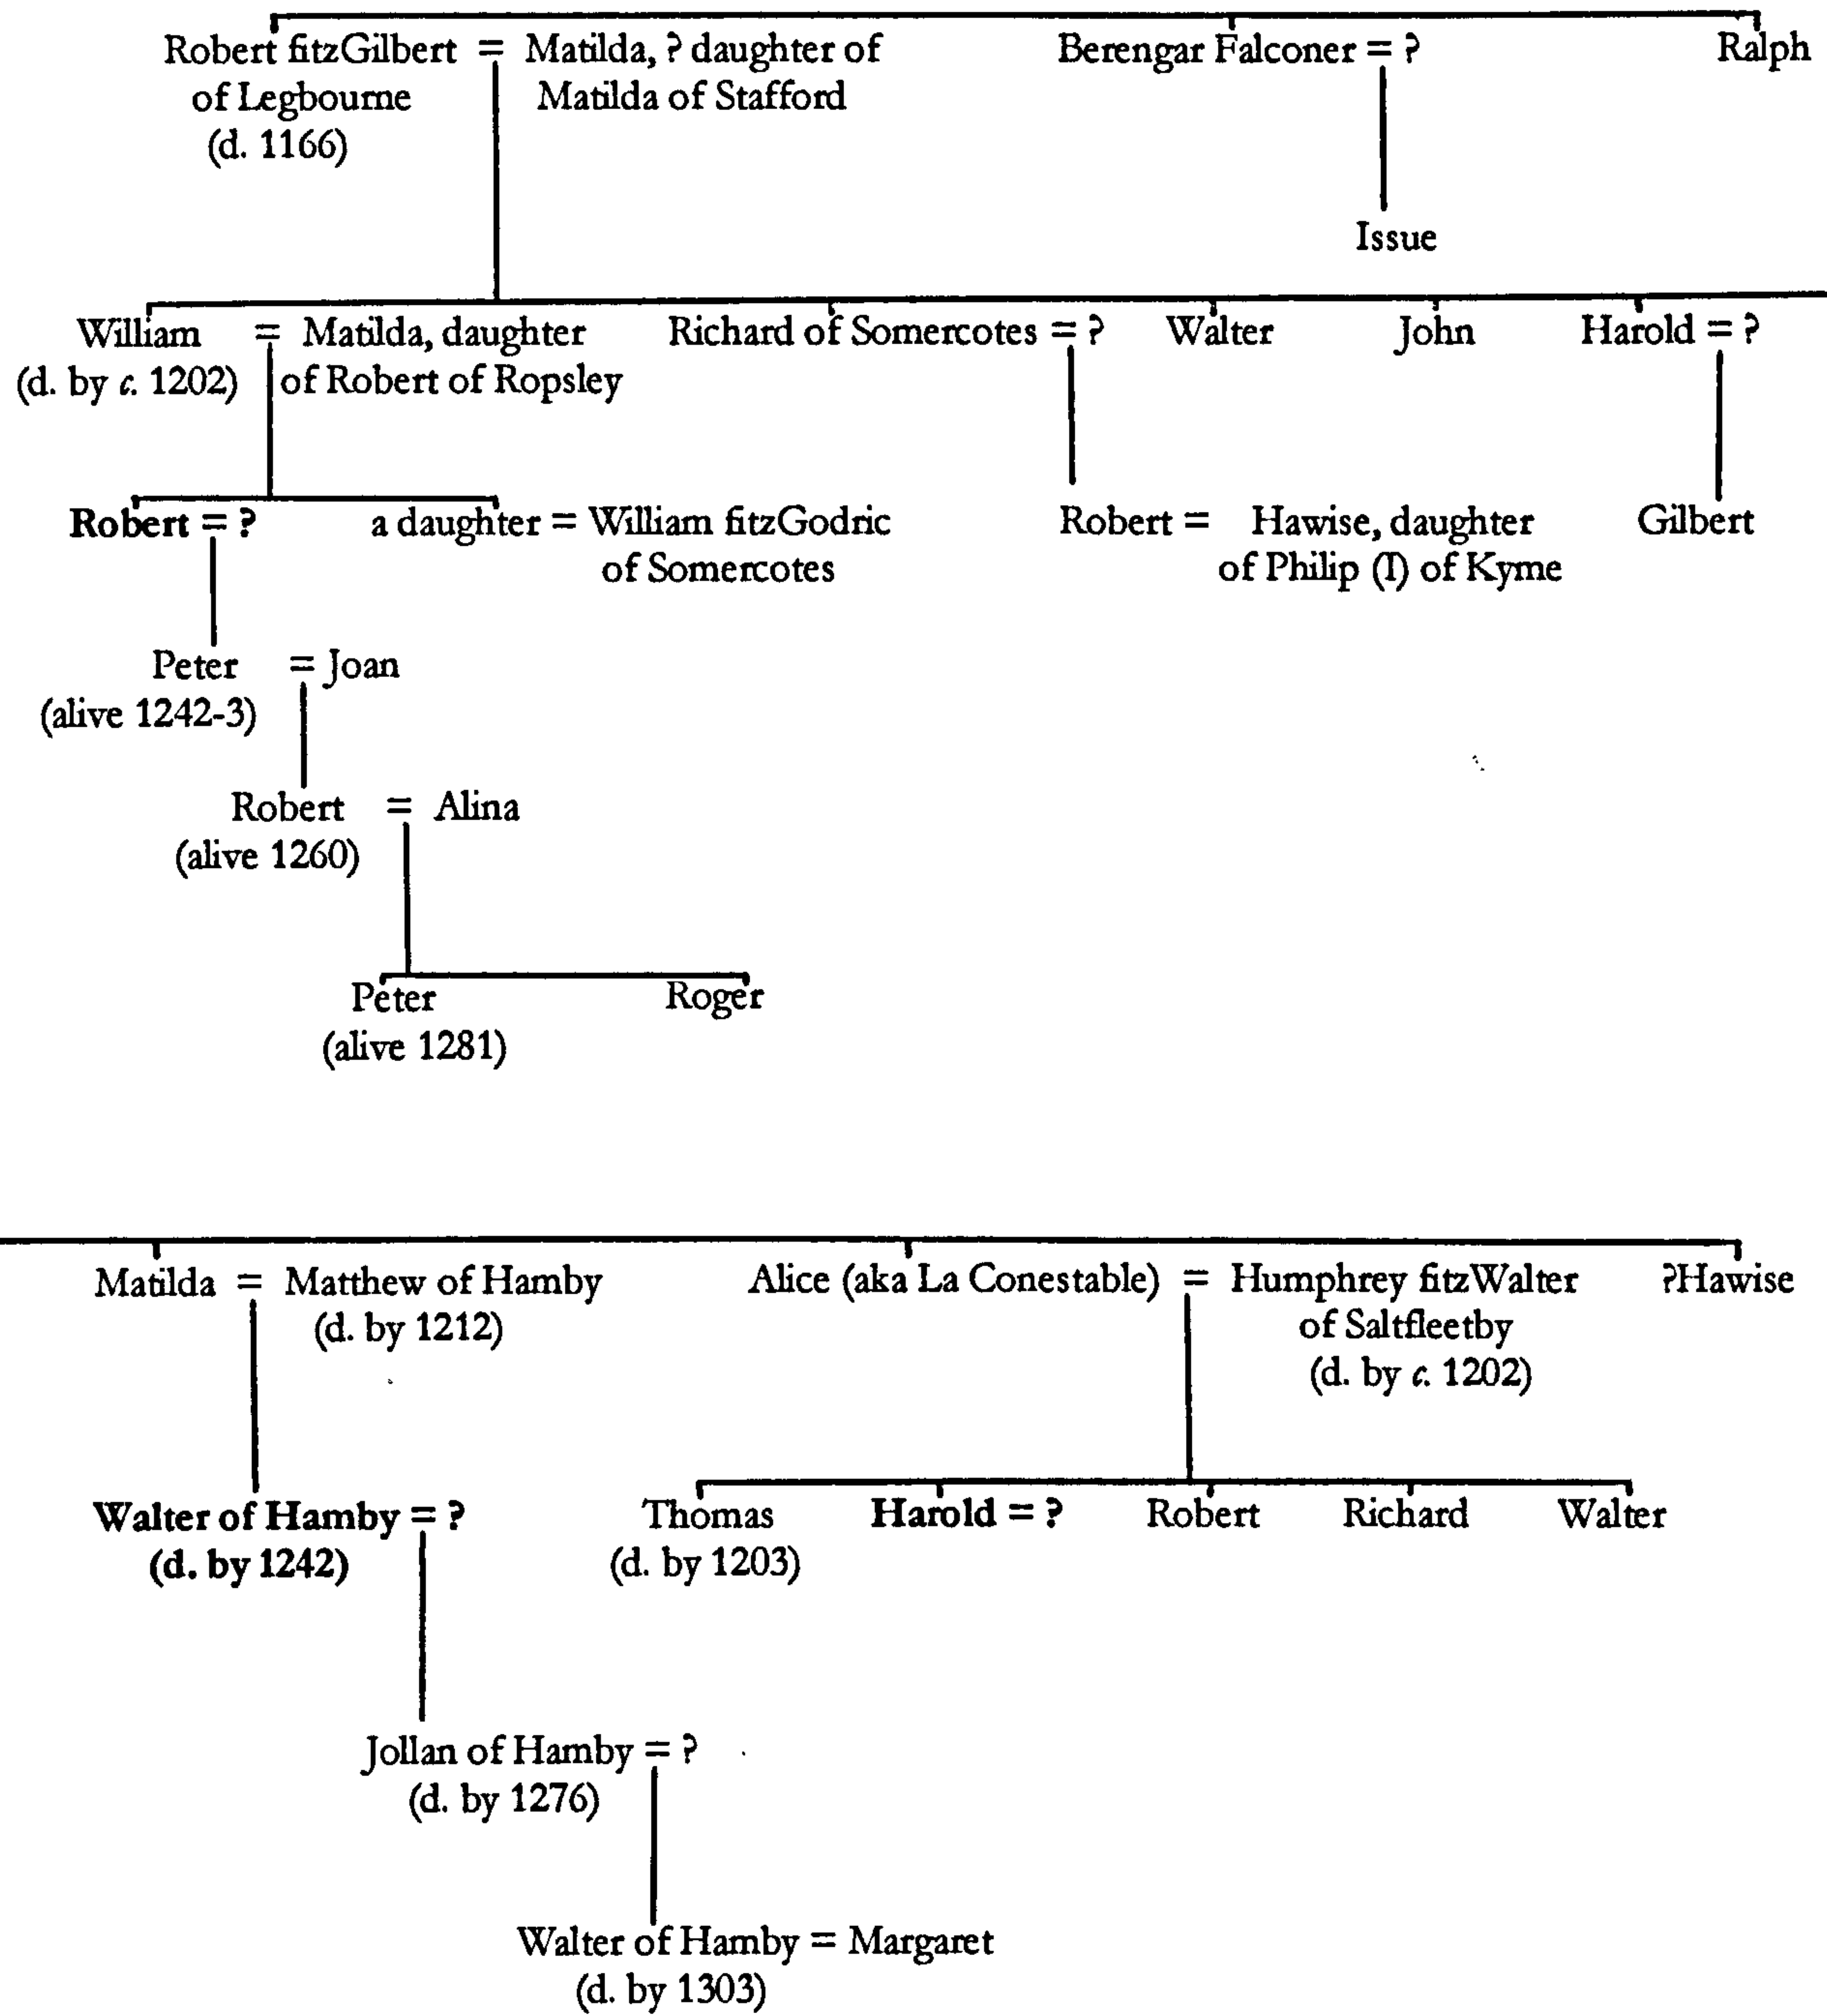 Robert fitzGilbert = Matilda, ? daughter of Berengar Falconer = ? Ralph
of Legbourne Matilda of Stafford
(d. 1166)
Issue
William = Matilda, daughter Richard of Somercotes = ? Walter John Harold = ?
(d. by c. 1202) of Robert of Ropsley
Robert = ? a daughter = William fitzGodric Robert = Hawise, daughter Gilbert
of Somercotes of Philip (I) of Kyme
Peter = Joan
(alive 1242-3)
Robert = Alina
(alive 1260)
Peter Roger
(alive 1281)
Matilda = Matthew of Hamby Alice (aka La Conestable) = Humphrey fitzWalter ?Hawise
(d. by 1212) of Saltfleetby
(d. by c. 1202)
Walter of Hamby = ? Thomas Harold = ? Robert Richard Walter
(d. by 1242) (d. by 1203)
Jollan of Hamby = ?
(d. by 1276)
Walter of Hamby = Margaret
(d. by 1303)